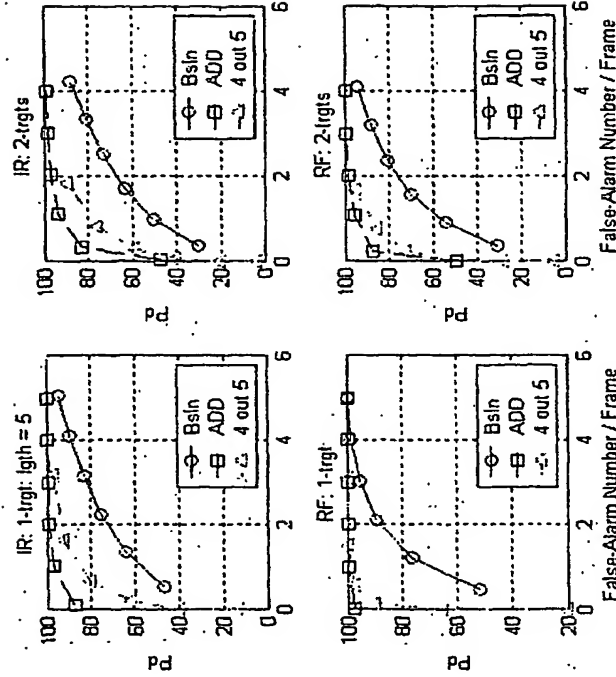 IR: 1-trgt: lgth = 5
Pd
100
80
60
40
20
0
0 2 4 6
Bsln
ADD
4 out 5
IR: 2-trgts
Pd
100
80
60
40
20
0
0 2 4 6
Bsln
ADD
4 out 5
RF: 1-trgt
Pd
100
80
60
40
20
0 2 4 6
Bsln
ADD
4 out 5
False-Alarm Number / Frame
RF: 2-trgts
Pd
100
80
60
40
20
0
0 2 4 6
Bsln
ADD
4 out 5
False-Alarm Number / Frame